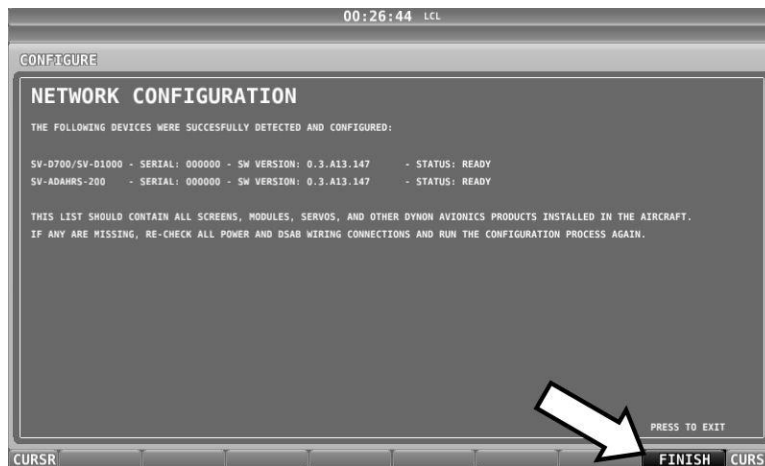 00:26:44 LCL
CONFIGURE
NETWORK CONFIGURATION
THE FOLLOWING DEVICES WERE SUCCESFULLY DETECTED AND CONFIGURED:
SV-D700/SV-D1000 - SERIAL: 000000 - SW VERSION: 0.3.A13.147 - STATUS: READY
SV-ADAHRS-200 - SERIAL: 000000 - SW VERSION: 0.3.A13.147 - STATUS: READY
THIS LIST SHOULD CONTAIN ALL SCREENS, MODULES, SERVOS, AND OTHER DYNON AVIONICS PRODUCTS INSTALLED IN THE AIRCRAFT.
IF ANY ARE MISSING, RE-CHECK ALL POWER AND DSAB WIRING CONNECTIONS AND RUN THE CONFIGURATION PROCESS AGAIN.
PRESS TO EXIT
CURSR FINISH CURS